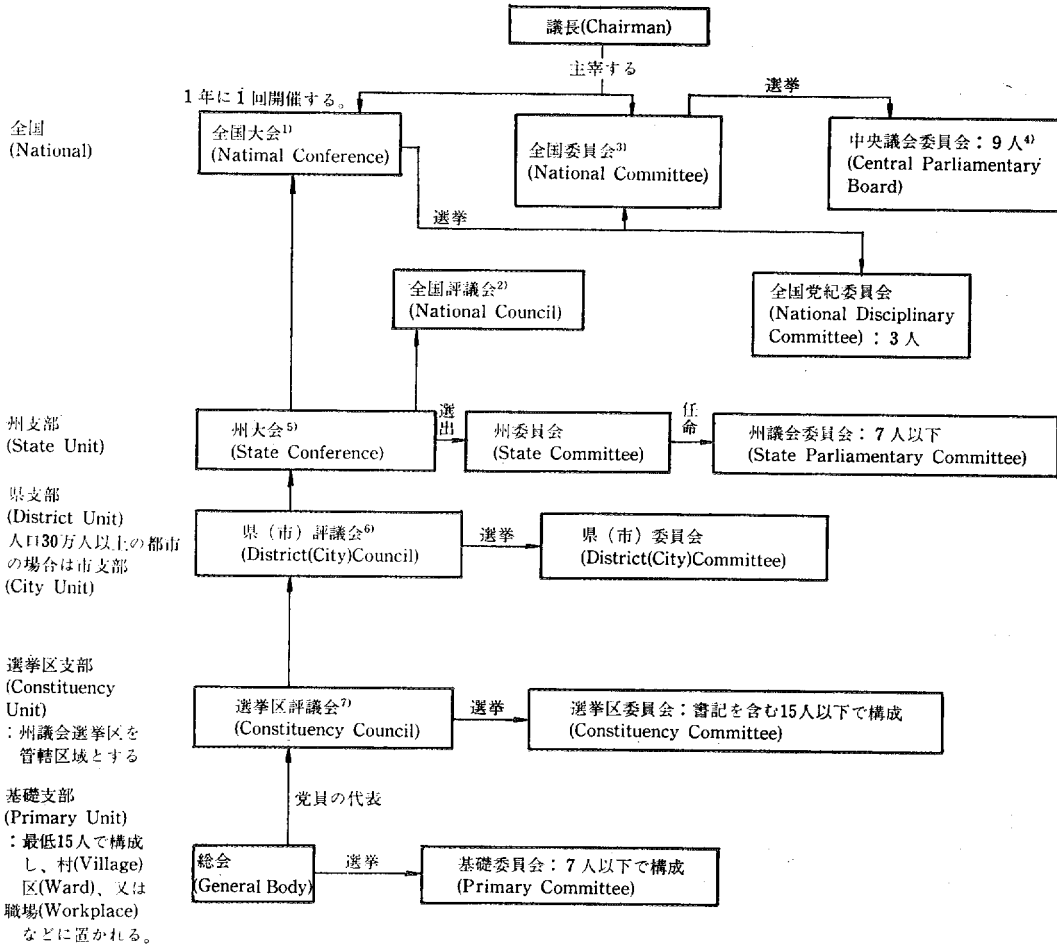 議長(Chairman)
主宰する
選挙
1年に1回開催する。
全国
(National)
全国大会1)
(Natimal Conference)
全国委員会3)
(National Committee)
中央議会委員会：9人4)
(Central Parliamentary
Board)
選挙
全国評議会2)
(National Council)
全国党紀委員会
(National Disciplinary
Committee)：3人
州支部
(State Unit)
州大会5)
(State Conference)
選出
州委員会
(State Committee)
任命
州議会委員会：7人以下
(State Parliamentary Committee)
県支部
(District Unit)
人口30万人以上の都市
の場合は市支部
(City Unit)
県（市）評議会6)
(District(City)Council)
選挙
県（市）委員会
(District(City)Committee)
選挙区支部
(Constituency
Unit)
：州議会選挙区を
管轄区域とする
選挙区評議会7)
(Constituency Council)
選挙
選挙区委員会：書記を含む15人以下で構成
(Constituency Committee)
党員の代表
基礎支部
(Primary Unit)
：最低15人で構成
し、村(Village)
区(Ward)、又は
職場(Workplace)
などに置かれる。
総会
(General Body)
選挙
基礎委員会：7人以下で構成
(Primary Committee)